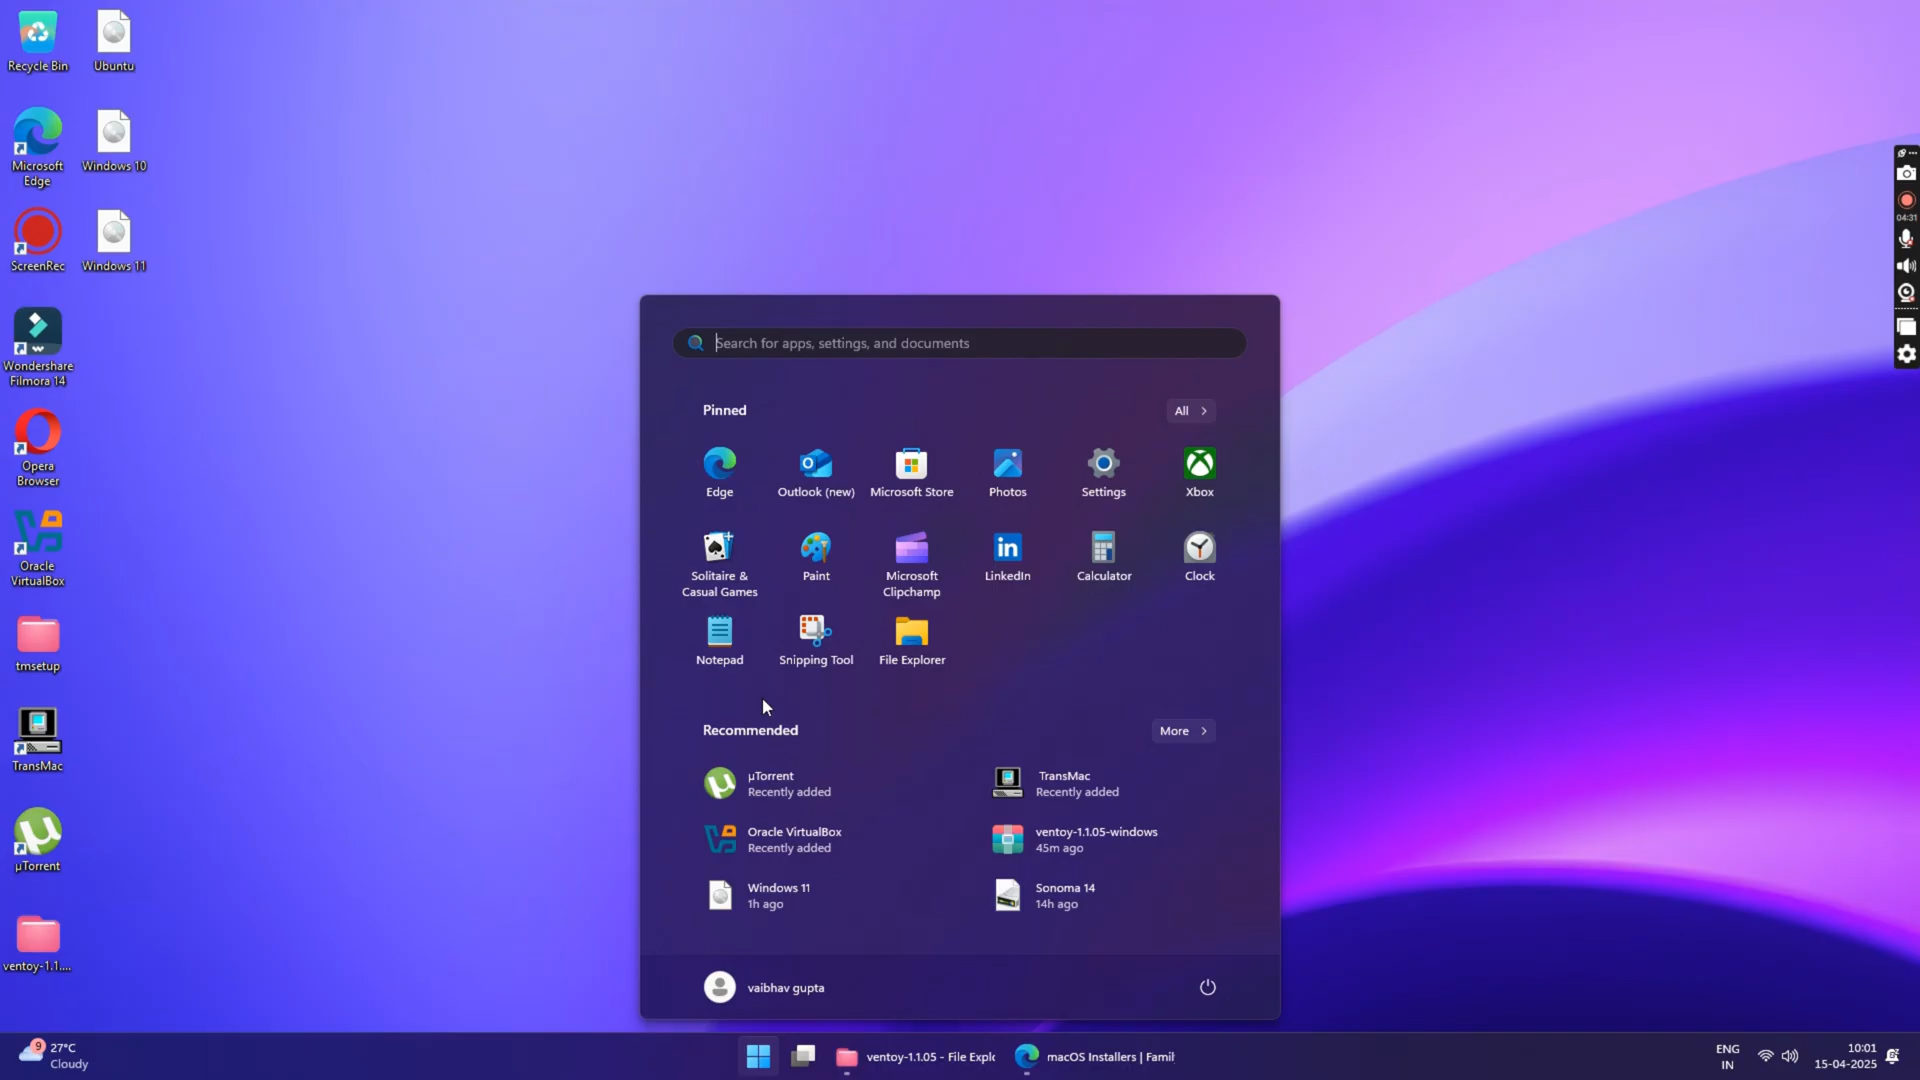 Recycle Bin
Ubuntu
Microsoft
Edge
Windows 10
ScreenRec
Windows 11
Wondershare
Filmora 14
Opera
Browser
Oracle
VirtualBox
tmsetup
TransMac
µTorrent
ventoy-1.1....
04:31
Search for apps, settings, and documents
Pinned
All
Edge
Outlook (new)
Microsoft Store
Photos
Settings
Xbox
Solitaire &
Casual Games
Paint
Microsoft
Clipchamp
LinkedIn
Calculator
Clock
Notepad
Snipping Tool
File Explorer
Recommended
More
µTorrent
Recently added
TransMac
Recently added
Oracle VirtualBox
Recently added
ventoy-1.1.05-windows
45m ago
Windows 11
1h ago
Sonoma 14
14h ago
vaibhav gupta
9
27°C
Cloudy
ventoy-1.1.05 - File Explo
macOS Installers | Famil
ENG
IN
10:01
15-04-2025